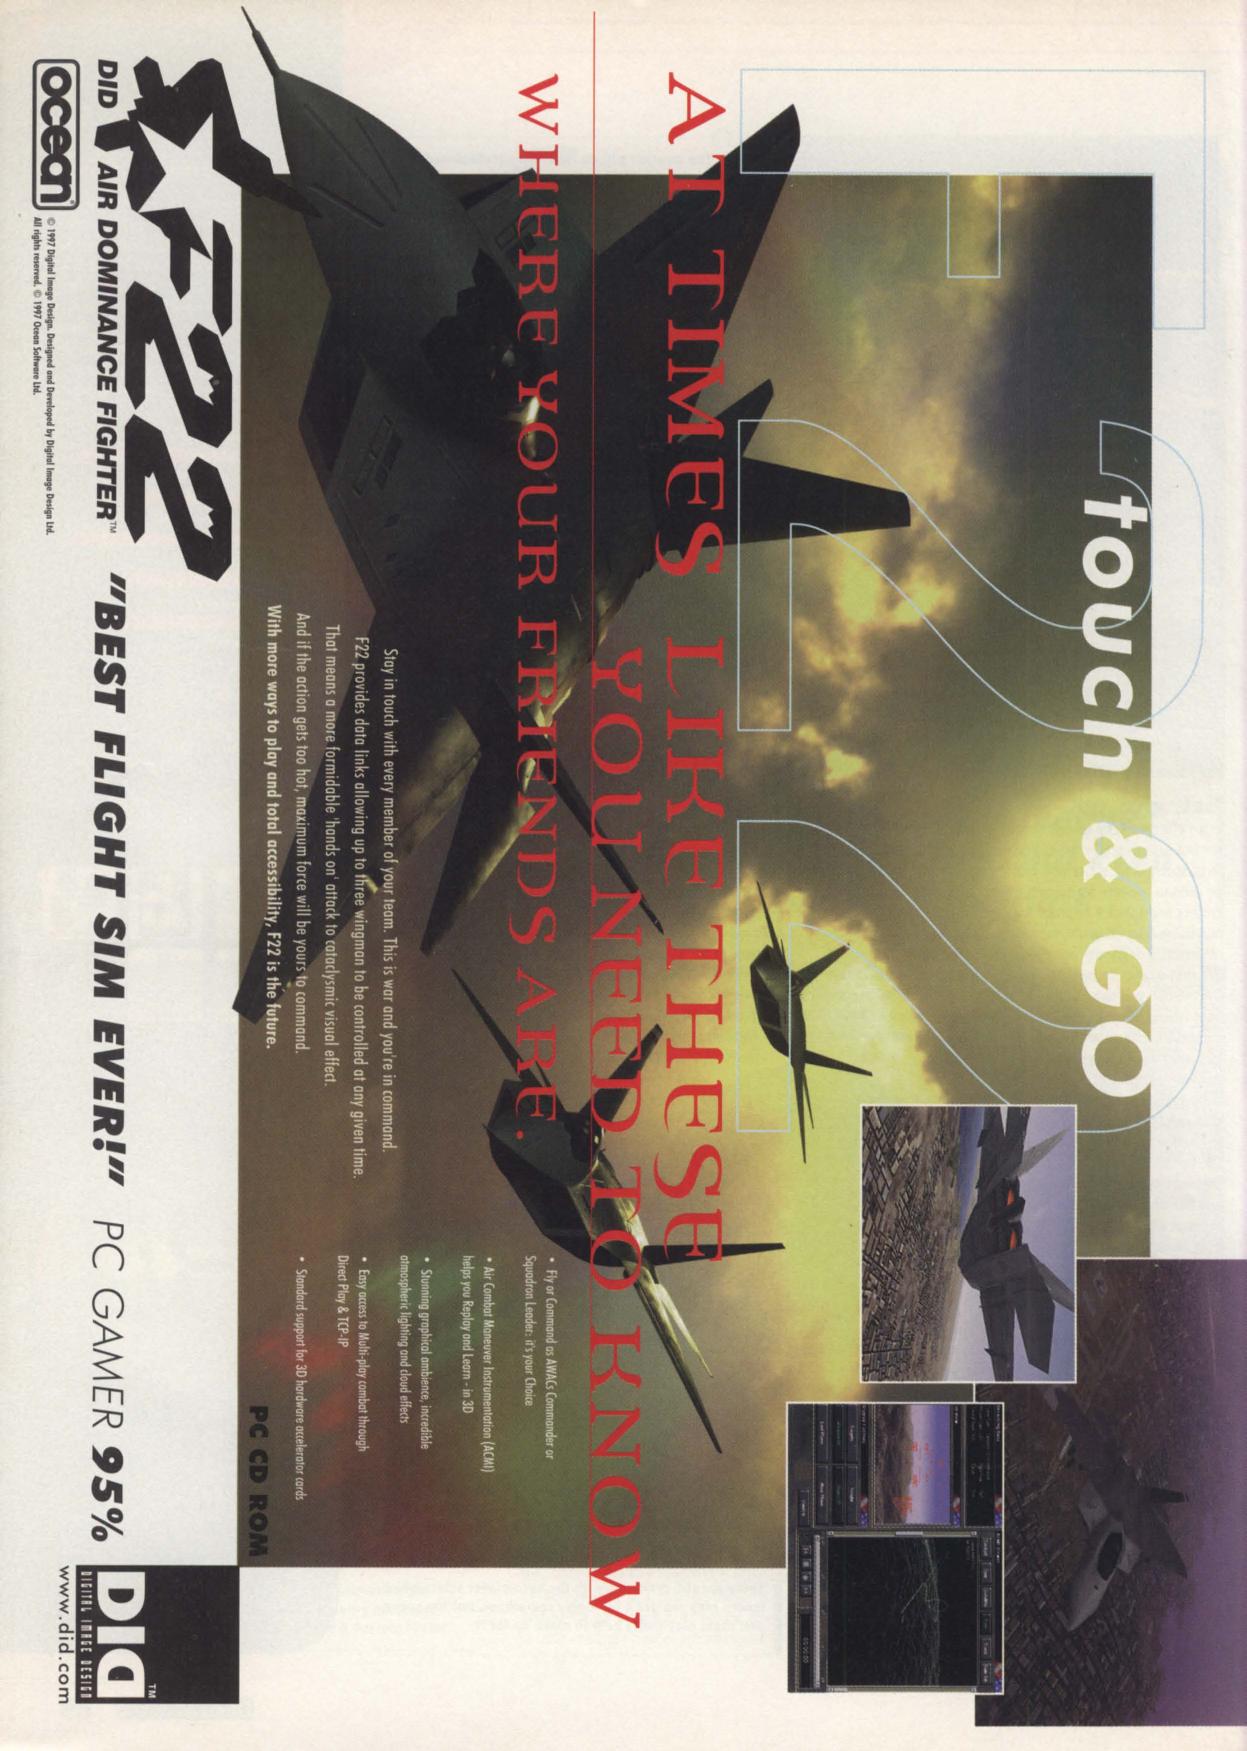 F22
touch & GO
AT TIMES LIKE THESE
YOU NEED TO KNOW
WHERE YOUR FRIENDS ARE.
Stay in touch with every member of your team. This is war and you're in command.
F22 provides data links allowing up to three wingman to be controlled at any given time.
That means a more formidable 'hands on' attack to cataclysmic visual effect.
And if the action gets too hot, maximum force will be yours to command.
With more ways to play and total accessibility, F22 is the future.
• Fly or Command as AWACs Commander or
Squadron Leader: it's your Choice
• Air Combat Maneuver Instrumentation (ACMI)
helps you Replay and Learn - in 3D
• Stunning graphical ambience, incredible
atmospheric lighting and cloud effects
• Easy access to Multi-play combat through
Direct Play & TCP-IP
• Standard support for 3D hardware accelerator cards
PC CD ROM
F22
DID AIR DOMINANCE FIGHTER™
"BEST FLIGHT SIM EVER!" PC GAMER 95%
ocean
© 1997 Digital Image Design. Designed and Developed by Digital Image Design Ltd.
All rights reserved. © 1997 Ocean Software Ltd.
DID™
DIGITAL IMAGE DESIGN
www.did.com